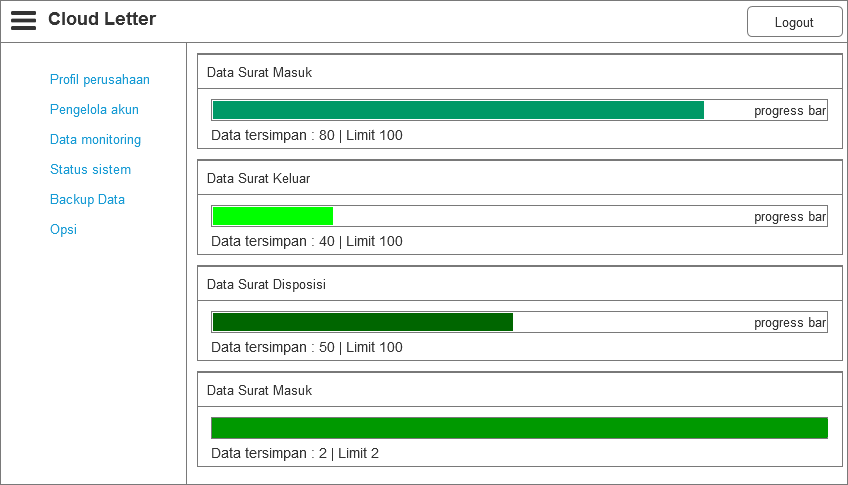 Cloud Letter
Logout
Profil perusahaan
Pengelola akun
Data monitoring
Status sistem
Backup Data
Opsi
Data Surat Masuk
progress bar
Data tersimpan : 80 | Limit 100
Data Surat Keluar
progress bar
Data tersimpan : 40 | Limit 100
Data Surat Disposisi
progress bar
Data tersimpan : 50 | Limit 100
Data Surat Masuk
Data tersimpan : 2 | Limit 2